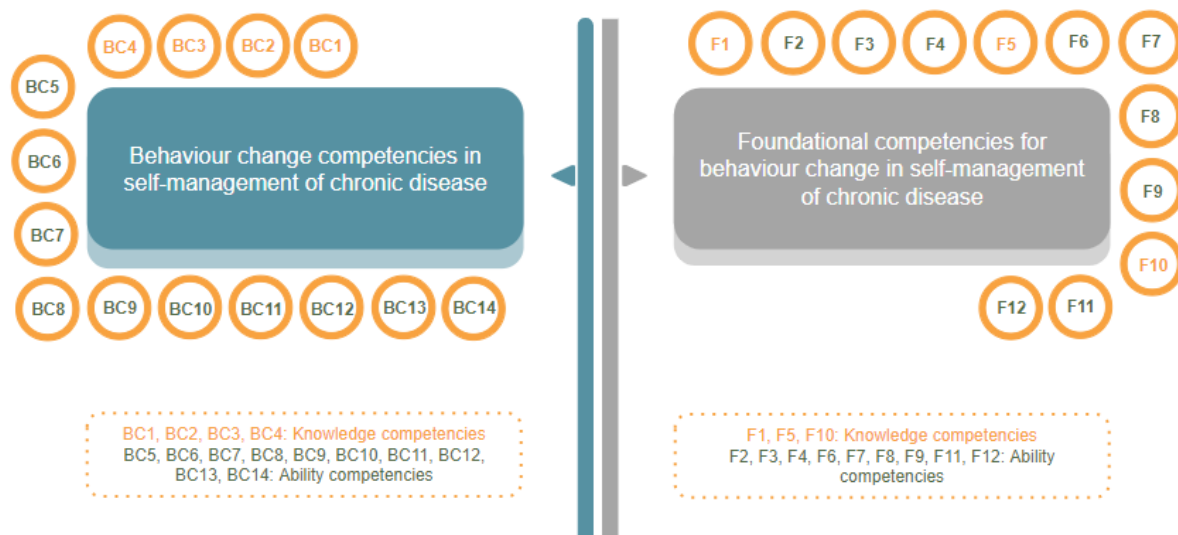 BC4 BC3 BC2 BC1
BC5
BC6
BC7
BC8 BC9 BC10 BC11 BC12 BC13 BC14
Behaviour change competencies in
self-management of chronic disease
BC1, BC2, BC3, BC4: Knowledge competencies
BC5, BC6, BC7, BC8, BC9, BC10, BC11, BC12,
BC13, BC14: Ability competencies
F1 F2 F3 F4 F5 F6 F7
F8
F9
F10
F12 F11
Foundational competencies for
behaviour change in self-management
of chronic disease
F1, F5, F10: Knowledge competencies
F2, F3, F4, F6, F7, F8, F9, F11, F12: Ability
competencies